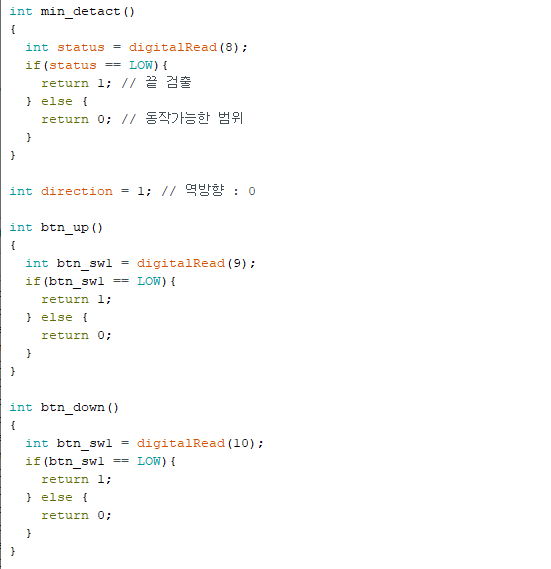 int min_detact()
{
  int status = digitalRead(8);
  if(status == LOW){
    return 1; // 끝 검출
  } else {
    return 0; // 동작가능한 범위
  }
}
int direction = 1; // 역방향 : 0
int btn_up()
{
  int btn_sw1 = digitalRead(9);
  if(btn_sw1 == LOW){
    return 1;
  } else {
    return 0;
  }
}
int btn_down()
{
  int btn_sw1 = digitalRead(10);
  if(btn_sw1 == LOW){
    return 1;
  } else {
    return 0;
  }
}